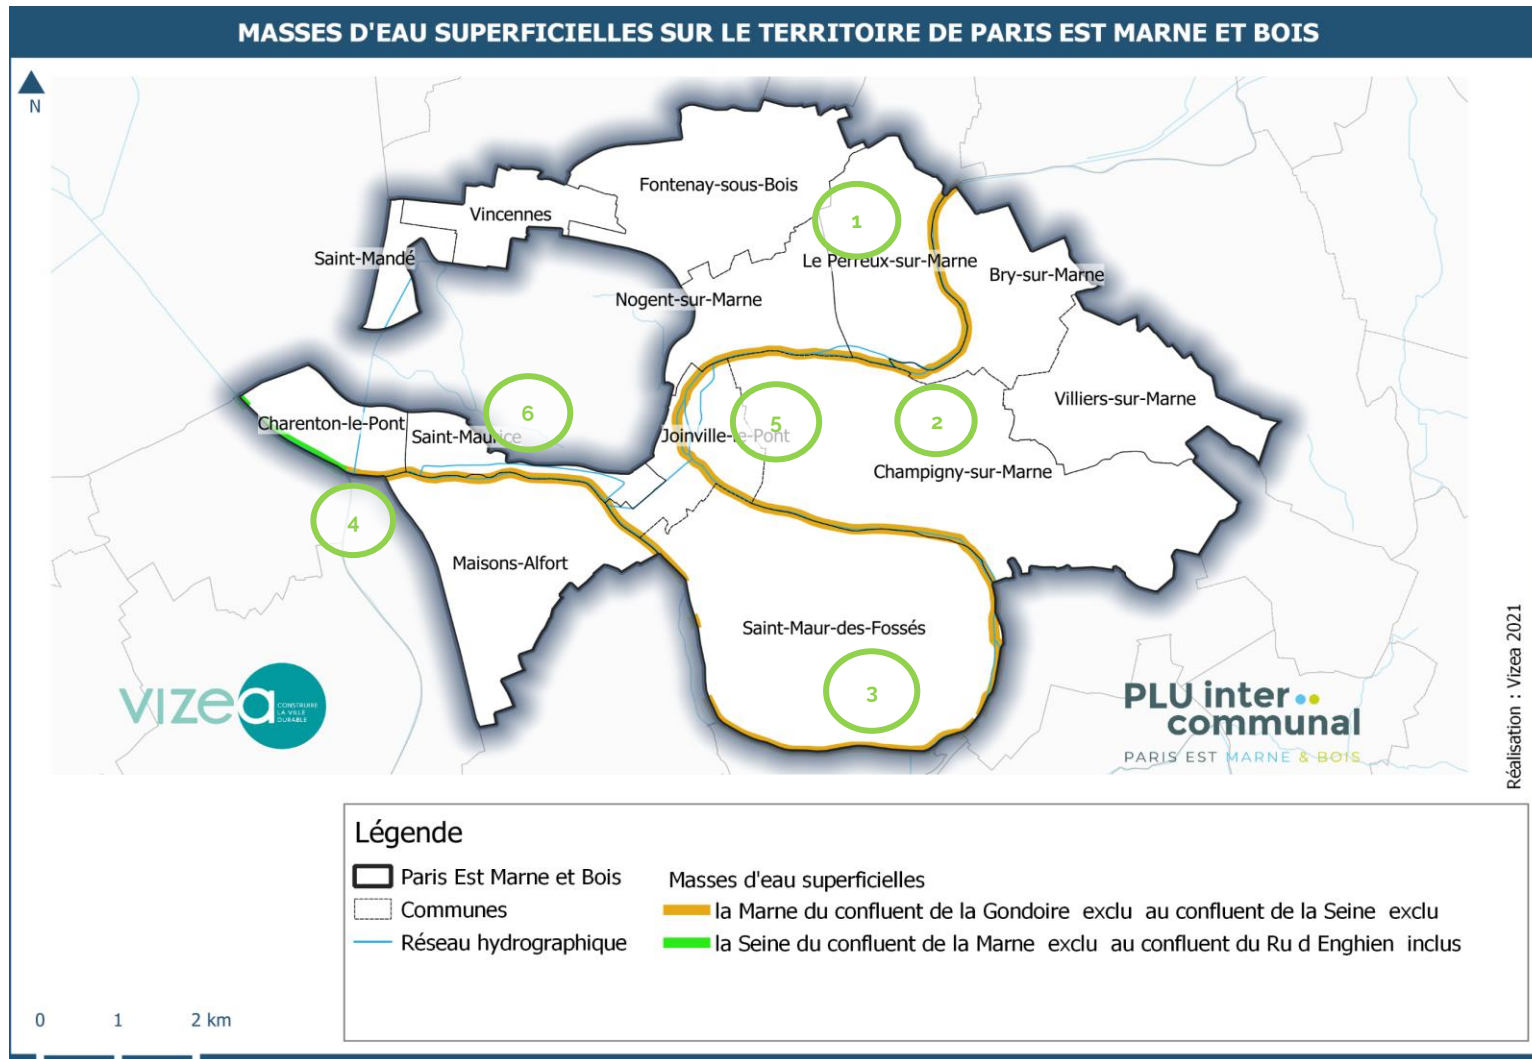 MASSES D'EAU SUPERFICIELLES SUR LE TERRITOIRE DE PARIS EST MARNE ET BOIS
N
Fontenay-sous-Bois
Vincennes
1
Saint-Mandé
Le Perreux-sur-Marne
Bry-sur-Marne
Nogent-sur-Marne
Villiers-sur-Marne
6
5
2
Charenton-le-Pont
Saint-Maurice
Joinville-le-Pont
Champigny-sur-Marne
4
Maisons-Alfort
Saint-Maur-des-Fossés
3
vizea
CONSTRUIRE
LA VILLE
DURABLE
PLU inter
communal
PARIS EST MARNE & BOIS
Réalisation : Vizea 2021
Légende
Paris Est Marne et Bois
Communes
Réseau hydrographique
Masses d'eau superficielles
la Marne du confluent de la Gondoire exclu au confluent de la Seine exclu
la Seine du confluent de la Marne exclu au confluent du Ru d Enghien inclus
0 1 2 km